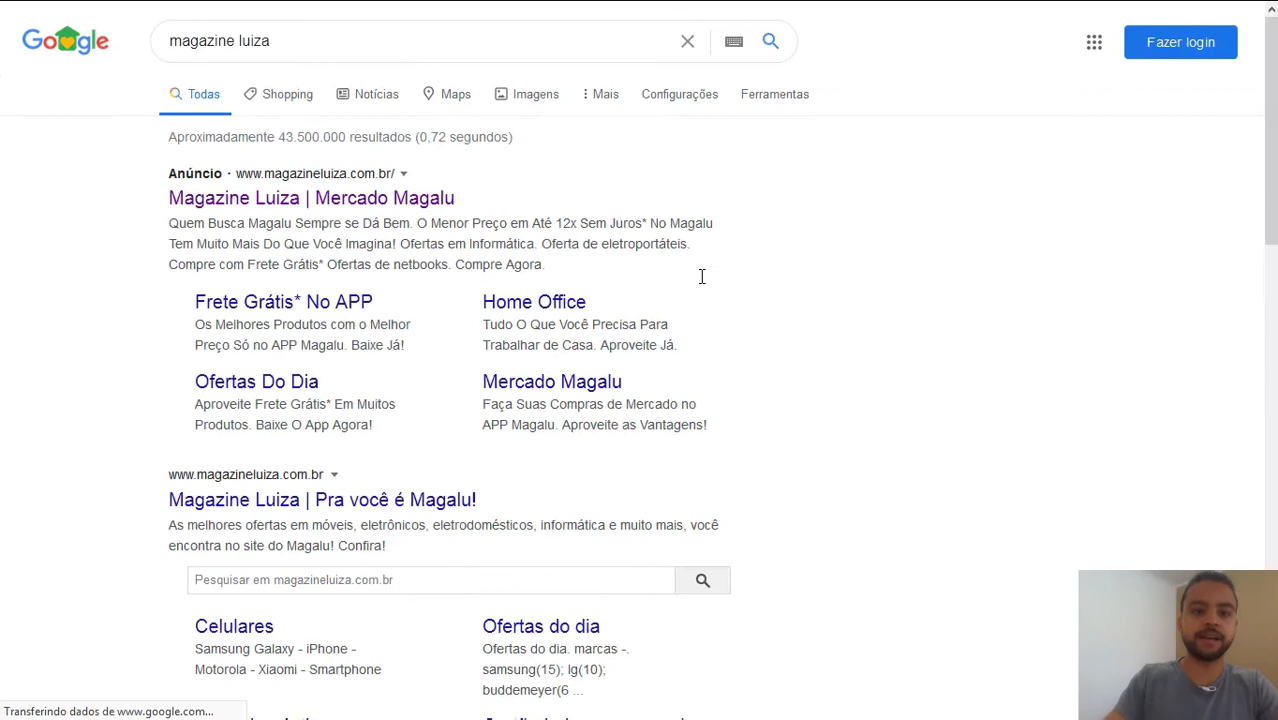 Google
magazine luiza
Fazer login
Todas
Shopping
Notícias
Maps
Imagens
Mais
Configurações
Ferramentas
Aproximadamente 43.500.000 resultados (0,72 segundos)
Anúncio · www.magazineluiza.com.br/
Magazine Luiza | Mercado Magalu
Quem Busca Magalu Sempre se Dá Bem. O Menor Preço em Até 12x Sem Juros* No Magalu
Tem Muito Mais Do Que Você Imagina! Ofertas em Informática. Oferta de eletroportáteis.
Compre com Frete Grátis* Ofertas de netbooks. Compre Agora.
Frete Grátis* No APP
Os Melhores Produtos com o Melhor
Preço Só no APP Magalu. Baixe Já!
Home Office
Tudo O Que Você Precisa Para
Trabalhar de Casa. Aproveite Já.
Ofertas Do Dia
Aproveite Frete Grátis* Em Muitos
Produtos. Baixe O App Agora!
Mercado Magalu
Faça Suas Compras de Mercado no
APP Magalu. Aproveite as Vantagens!
www.magazineluiza.com.br
Magazine Luiza | Pra você é Magalu!
As melhores ofertas em móveis, eletrônicos, eletrodomésticos, informática e muito mais, você
encontra no site do Magalu! Confira!
Pesquisar em magazineluiza.com.br
Celulares
Samsung Galaxy - iPhone -
Motorola - Xiaomi - Smartphone
Ofertas do dia
Ofertas do dia. marcas -.
samsung(15); lg(10);
buddemeyer(6 ...
Transferindo dados de www.google.com...